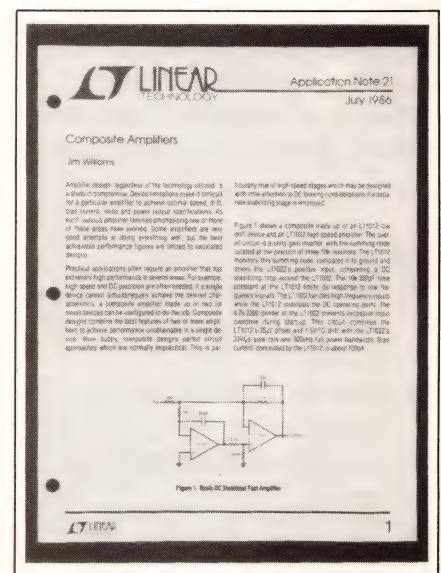 LINEAR
TECHNOLOGY
Application Note 21
July 1986
Composite Amplifiers
Jim Williams
Amplifier design, regardless of the technology utilized, is
a study in compromise. Device limitations make it difficult
for a particular amplifier to achieve optimal speed, drift,
bias current, noise and power output specifications. As
such, various amplifier families emphasizing one or more
of these areas have evolved. Some amplifiers are very
good attempts at doing everything well, but the best
achievable performance figures are limited to dedicated
designs.
Practical applications often require an amplifier that has
extremely high performance in several areas. For example,
high speed and DC precision are often needed. If a single
device cannot simultaneously achieve the desired char-
acteristics, a composite amplifier made up of two (or
more) devices can be configured to do the job. Composite
designs combine the best features of two or more ampli-
fiers to achieve performance unobtainable in a single de-
vice. More subtly, composite designs permit circuit
approaches which are normally impractical. This is par-
ticularly true of high speed stages which may be designed
with little attention to DC biasing considerations if a sepa-
rate stabilizing stage is employed.
Figure 1 shows a composite made up of an LT1012 low
drift device and an LT1022 high speed amplifier. The over-
all circuit is a unity gain inverter, with the summing node
located at the junction of three 10k resistors. The LT1012
monitors this summing node, compares it to ground and
drives the LT1022's positive input, completing a DC
stabilizing loop around the LT1022. The 10k-300pF time
constant at the LT1012 limits its response to low fre-
quency signals. The LT1022 handles high frequency inputs
while the LT1012 stabilizes the DC operating point. The
4.7k-220Ω divider at the LT1022 prevents excessive input
overdrive during start-up. This circuit combines the
LT1012's 35μV offset and 1.5V/°C drift with the LT1022's
23V/μs slew rate and 300kHz full power bandwidth. Bias
current, dominated by the LT1012, is about 100pA.
Figure 1. Basic DC Stabilized Fast Amplifier
LINEAR
1